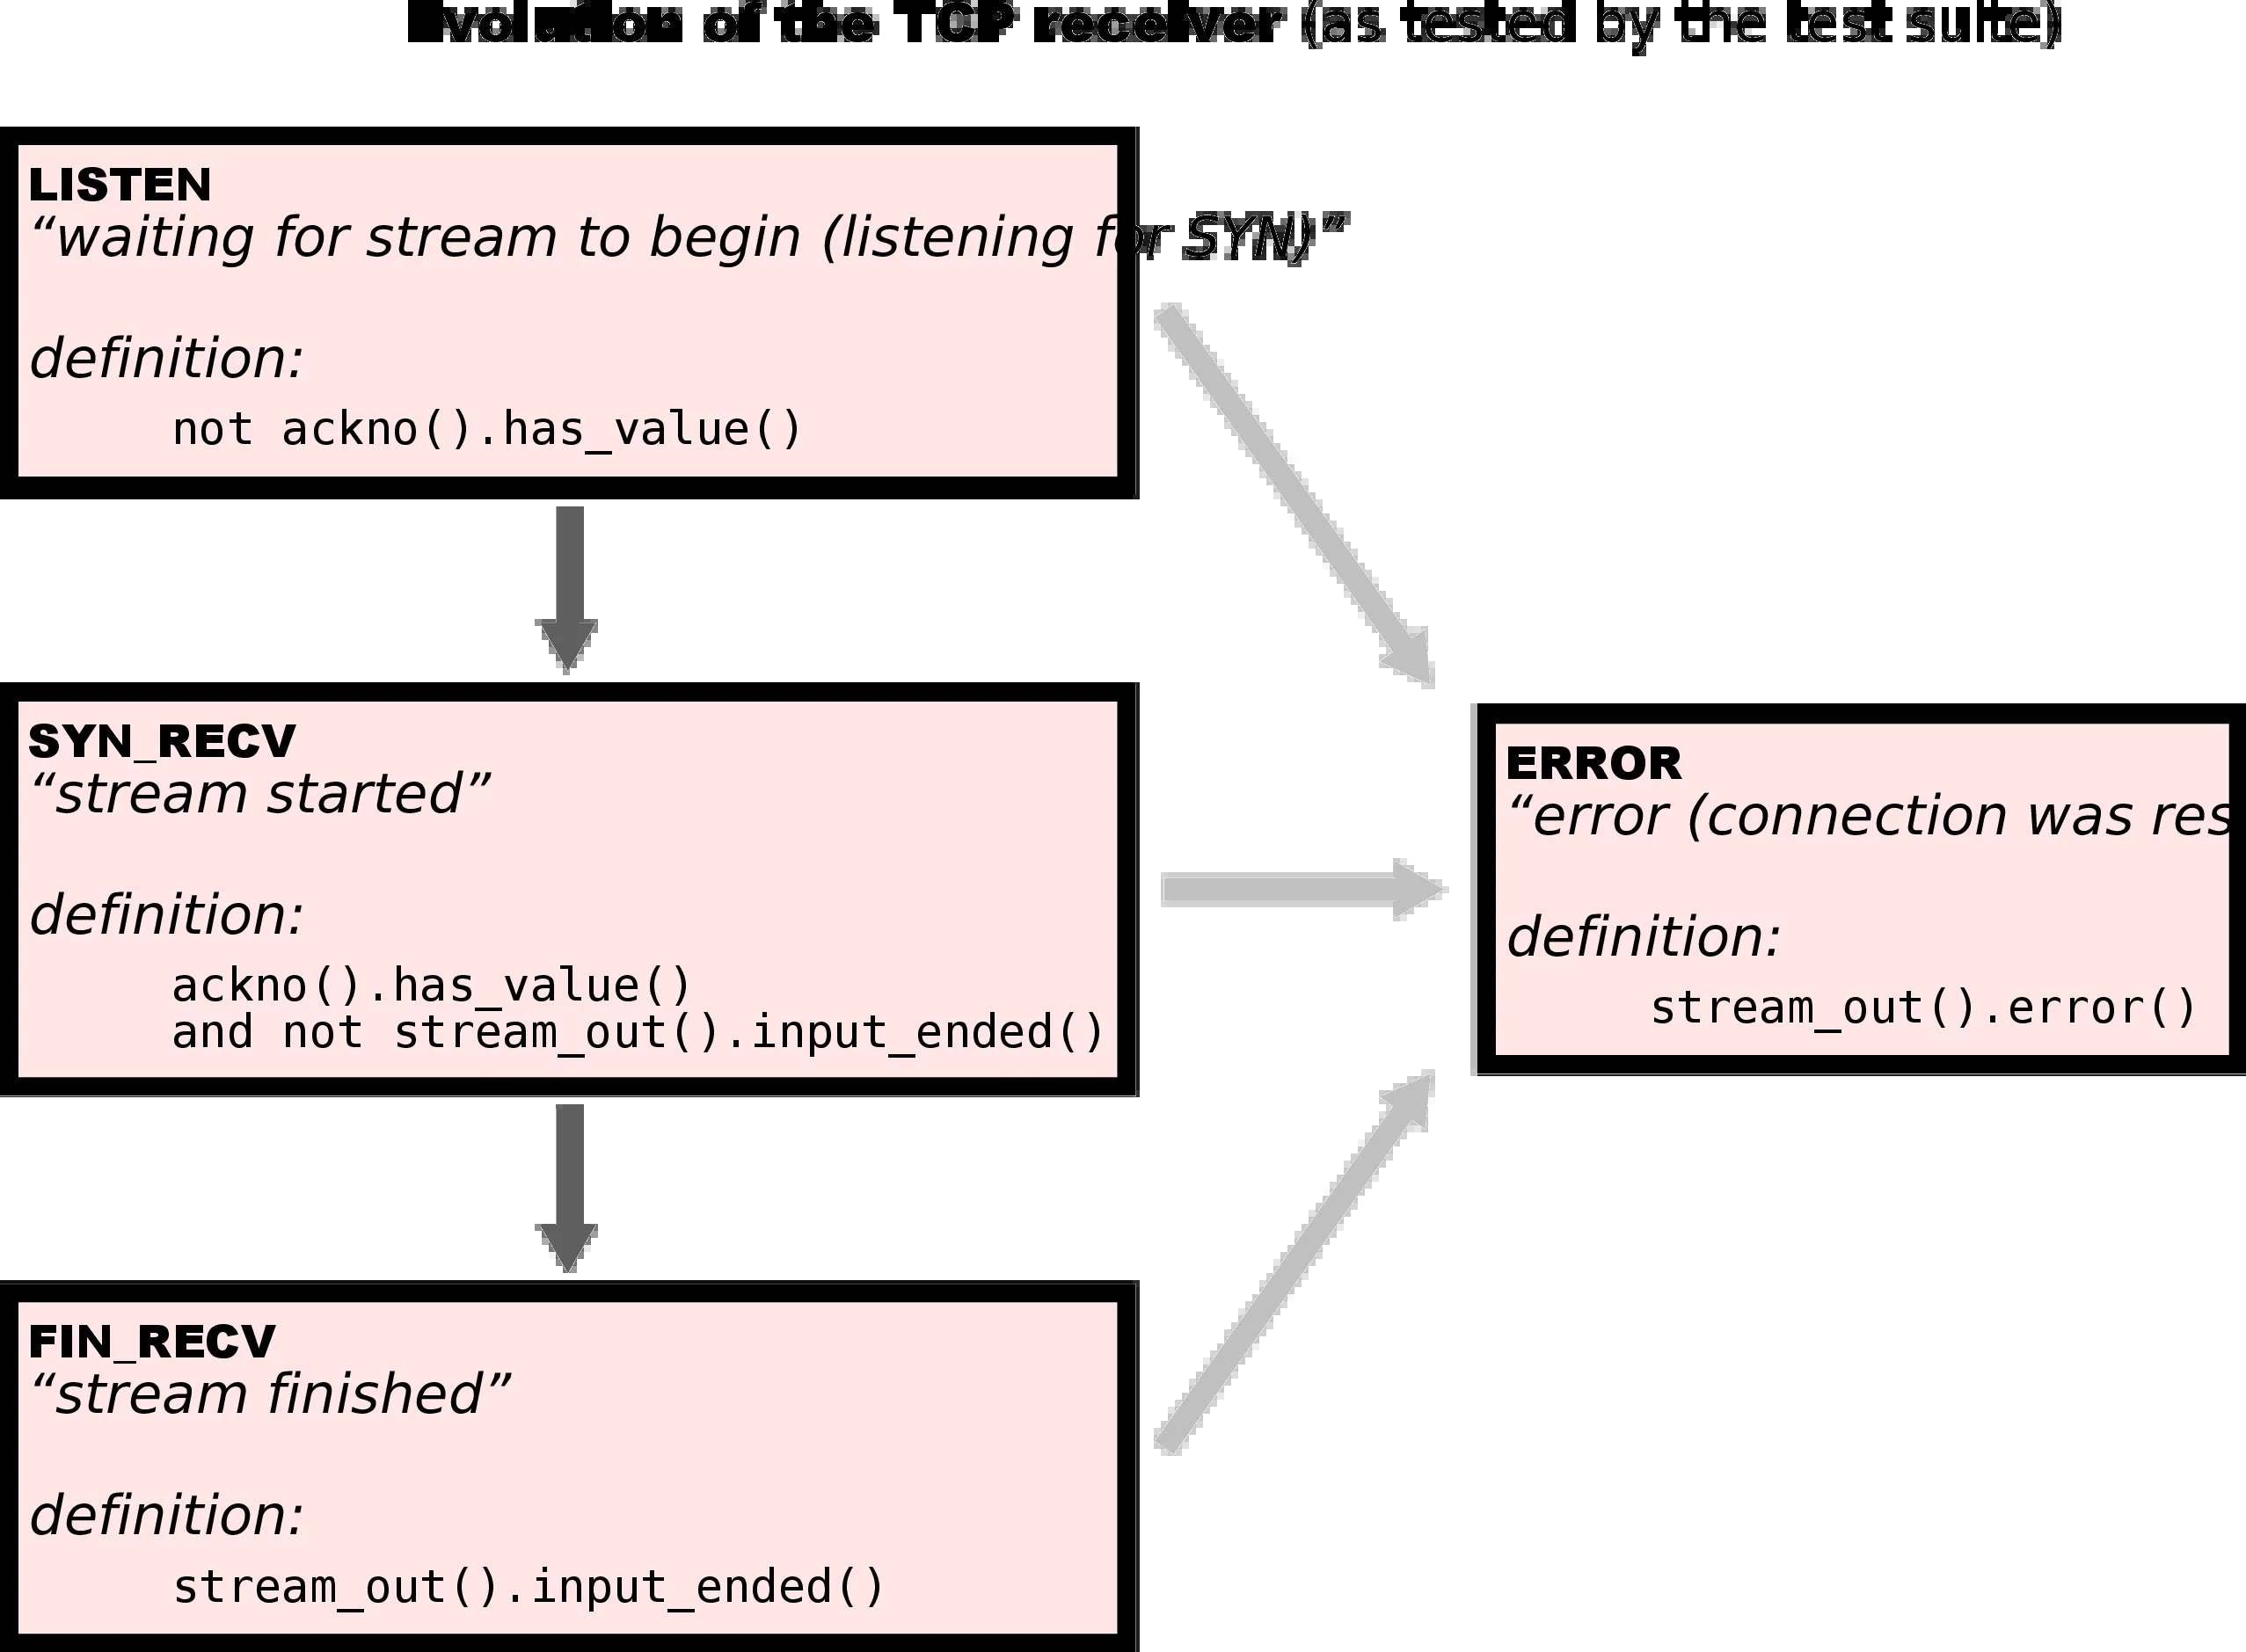 Evolution of the TCP receiver (as tested by the test suite)
LISTEN
“waiting for stream to begin (listening for SYN)”
definition:
not ackno().has_value()
SYN_RECV
“stream started”
definition:
ackno().has_value()
and not stream_out().input_ended()
ERROR
“error (connection was res
definition:
stream_out().error()
FIN_RECV
“stream finished”
definition:
stream_out().input_ended()